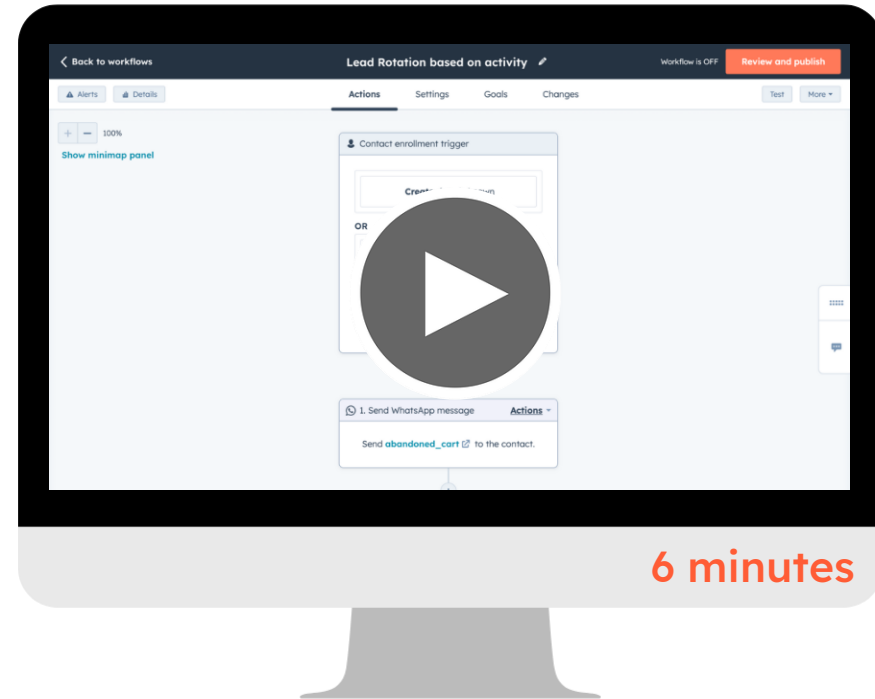 Back to workflows
Lead Rotation based on activity
Workflow is OFF
Review and publish
Alerts
Details
Actions
Settings
Goals
Changes
Test
More
100%
Show minimap panel
Contact enrollment trigger
OR
1. Send WhatsApp message
Actions
Send abandoned_cart to the contact.
6 minutes